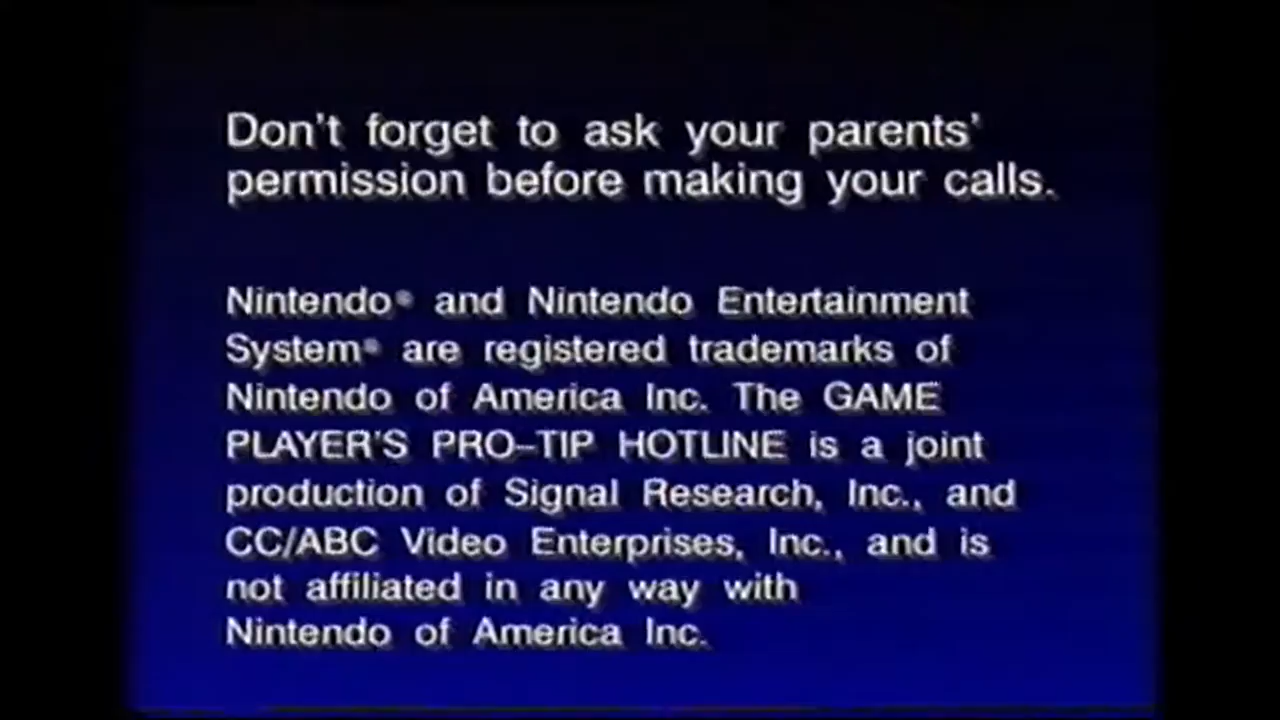 Don't forget to ask your parents'
permission before making your calls.
Nintendo® and Nintendo Entertainment
System® are registered trademarks of
Nintendo of America Inc. The GAME
PLAYER'S PRO–TIP HOTLINE is a joint
production of Signal Research, Inc., and
CC/ABC Video Enterprises, Inc., and is
not affiliated in any way with
Nintendo of America Inc.